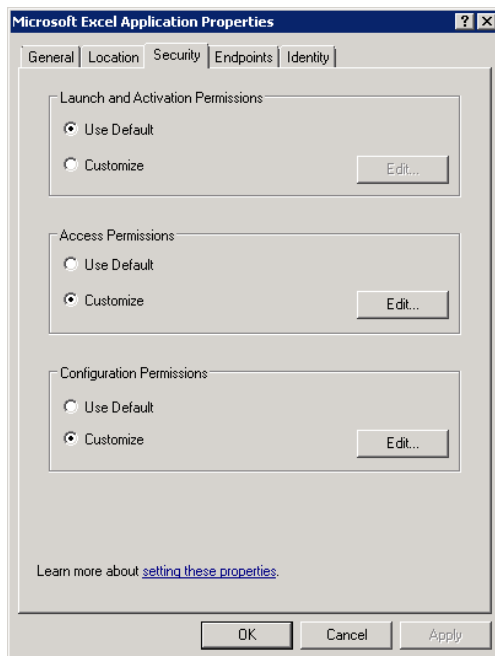 Microsoft Excel Application Properties
General Location Security Endpoints Identity
Launch and Activation Permissions
Use Default
Customize
Edit...
Access Permissions
Use Default
Customize
Edit...
Configuration Permissions
Use Default
Customize
Edit...
Learn more about setting these properties.
OK Cancel Apply